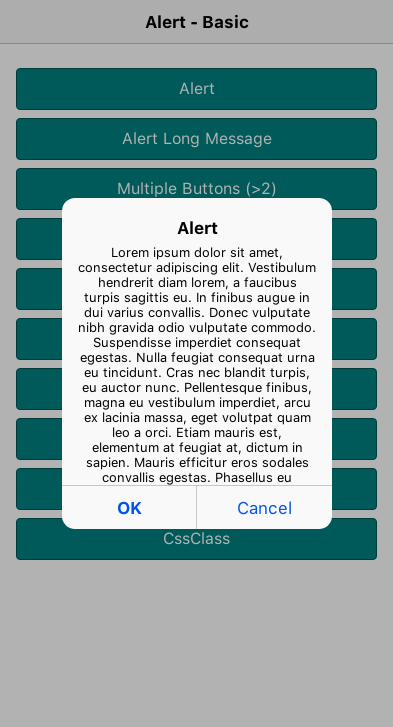 Alert - Basic
Alert
Alert Long Message
Multiple Buttons (>2)
Alert
Lorem ipsum dolor sit amet,
consectetur adipiscing elit. Vestibulum
hendrerit diam lorem, a faucibus
turpis sagittis eu. In finibus augue in
dui varius convallis. Donec vulputate
nibh gravida odio vulputate commodo.
Suspendisse imperdiet consequat
egestas. Nulla feugiat consequat urna
eu tincidunt. Cras nec blandit turpis,
eu auctor nunc. Pellentesque finibus,
magna eu vestibulum imperdiet, arcu
ex lacinia massa, eget volutpat quam
leo a orci. Etiam mauris est,
elementum at feugiat at, dictum in
sapien. Mauris efficitur eros sodales
convallis egestas. Phasellus eu
OK
Cancel
CssClass